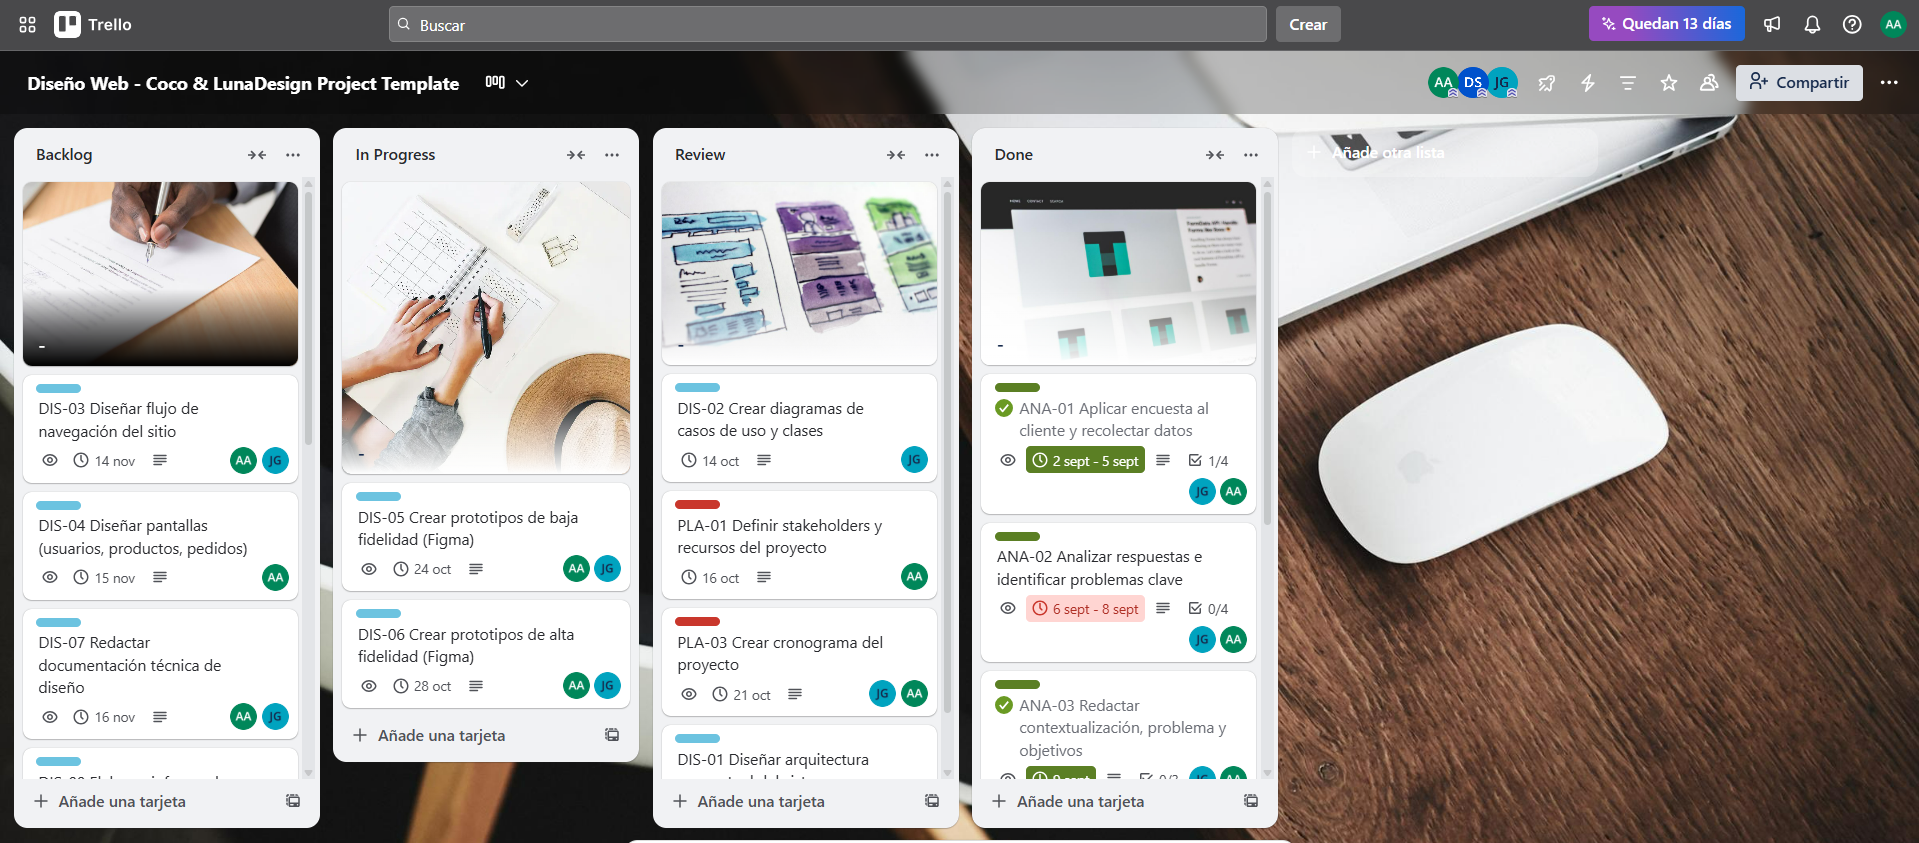 Trello
Buscar
Crear
Quedan 13 días
AA
Diseño Web - Coco & LunaDesign Project Template
AA
DS
JG
Compartir
Backlog
-
DIS-03 Diseñar flujo de
navegación del sitio
14 nov
AA
JG
DIS-04 Diseñar pantallas
(usuarios, productos, pedidos)
15 nov
AA
DIS-07 Redactar
documentación técnica de
diseño
16 nov
AA
JG
Añade una tarjeta
In Progress
-
DIS-05 Crear prototipos de baja
fidelidad (Figma)
24 oct
AA
JG
DIS-06 Crear prototipos de alta
fidelidad (Figma)
28 oct
AA
JG
Añade una tarjeta
Review
-
DIS-02 Crear diagramas de
casos de uso y clases
14 oct
JG
PLA-01 Definir stakeholders y
recursos del proyecto
16 oct
AA
PLA-03 Crear cronograma del
proyecto
21 oct
JG
AA
DIS-01 Diseñar arquitectura
Añade una tarjeta
Done
HOME CONTACT
-
ANA-01 Aplicar encuesta al
cliente y recolectar datos
2 sept - 5 sept
1/4
JG
AA
ANA-02 Analizar respuestas e
identificar problemas clave
6 sept - 8 sept
0/4
JG
AA
ANA-03 Redactar
contextualización, problema y
objetivos
Añade una tarjeta
Añade otra lista